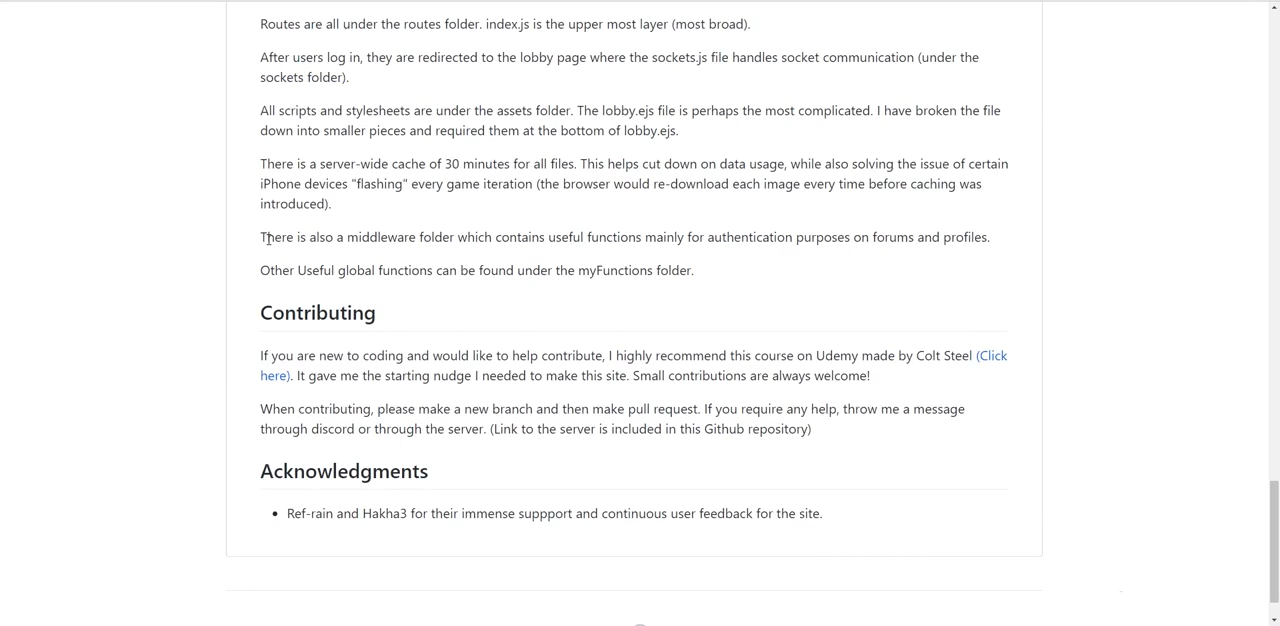 Routes are all under the routes folder. index.js is the upper most layer (most broad).
After users log in, they are redirected to the lobby page where the sockets.js file handles socket communication (under the
sockets folder).
All scripts and stylesheets are under the assets folder. The lobby.ejs file is perhaps the most complicated. I have broken the file
down into smaller pieces and required them at the bottom of lobby.ejs.
There is a server-wide cache of 30 minutes for all files. This helps cut down on data usage, while also solving the issue of certain
iPhone devices "flashing" every game iteration (the browser would re-download each image every time before caching was
introduced).
There is also a middleware folder which contains useful functions mainly for authentication purposes on forums and profiles.
Other Useful global functions can be found under the myFunctions folder.
Contributing
If you are new to coding and would like to help contribute, I highly recommend this course on Udemy made by Colt Steel (Click
here). It gave me the starting nudge I needed to make this site. Small contributions are always welcome!
When contributing, please make a new branch and then make pull request. If you require any help, throw me a message
through discord or through the server. (Link to the server is included in this Github repository)
Acknowledgments
• Ref-rain and Hakha3 for their immense suppport and continuous user feedback for the site.